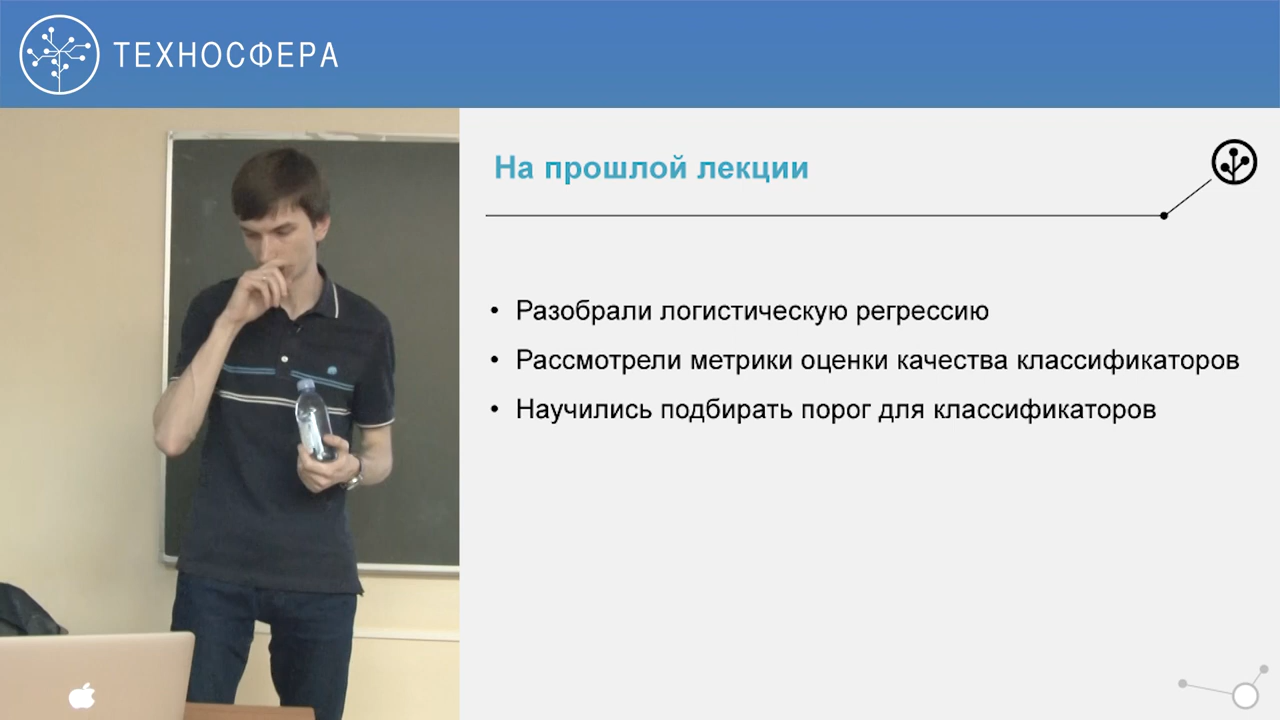 ТЕХНОСФЕРА
На прошлой лекции
• Разобрали логистическую регрессию
• Рассмотрели метрики оценки качества классификаторов
• Научились подбирать порог для классификаторов